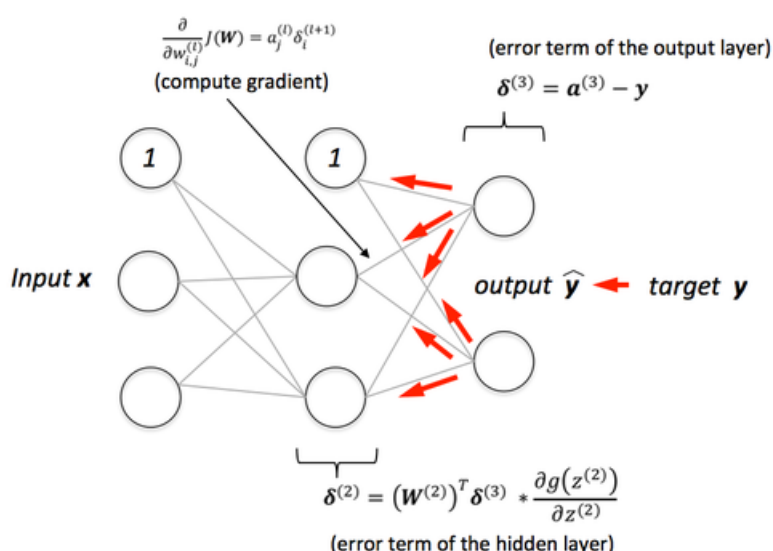 ∂/∂w_{i,j}^{(l)} J(W) = a_j^{(l)} δ_i^{(l+1)}
(compute gradient)
(error term of the output layer)
δ^{(3)} = a^{(3)} − y
1
1
Input x
output ŷ
target y
δ^{(2)} = (W^{(2)})^T δ^{(3)} * ∂g(z^{(2)})/∂z^{(2)}
(error term of the hidden layer)